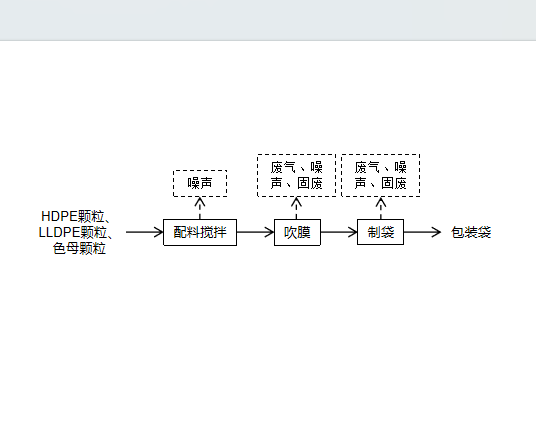 废气、噪
声、固废
废气、噪
声、固废
噪声
HDPE颗粒、
LLDPE颗粒、
色母颗粒
配料搅拌
吹膜
制袋
包装袋